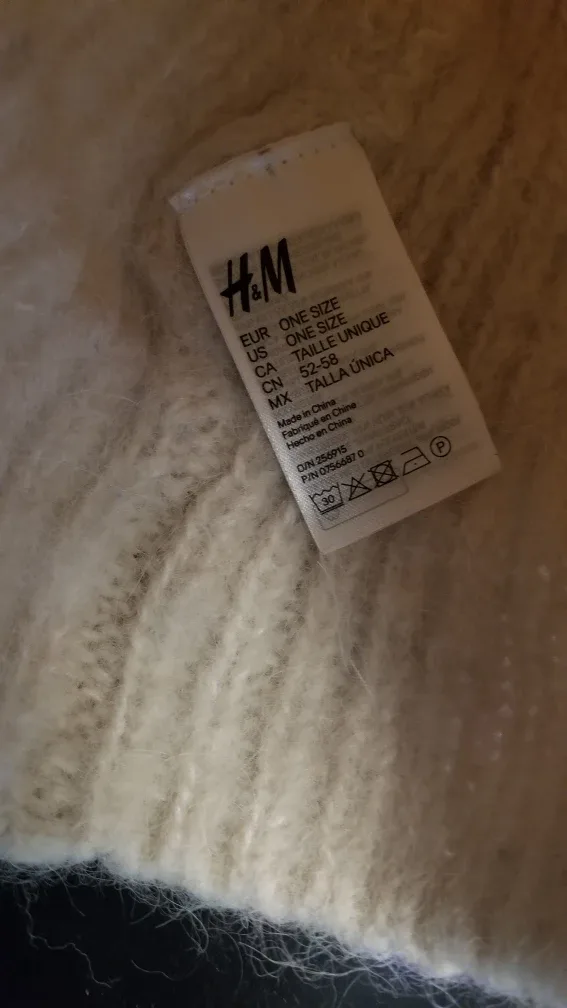 H&M
EUR ONE SIZE
US ONE SIZE
CA TAILLE UNIQUE
CN 52-58
MX TALLA ÚNICA
Made in China
Fabriqué en Chine
Hecho en China
O/N 256915
P/N 0756687 0
30
P